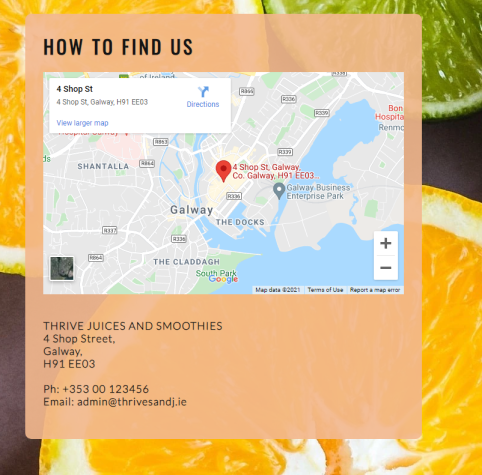 HOW TO FIND US
of Ireland,
4 Shop St
4 Shop St, Galway, H91 EE03
Directions
View larger map
R866
R336
R339
R339
Bon
Hospita
Renmo
R863
R864
SHANTALLA
R336
4 Shop St, Galway,
Co. Galway, H91 EE03...
Galway Business
Enterprise Park
R336
Galway
THE DOCKS
R337
R336
R864
THE CLADDAGH
South Park
Google
+
−
Map data ©2021 Terms of Use Report a map error
THRIVE JUICES AND SMOOTHIES
4 Shop Street,
Galway,
H91 EE03
Ph: +353 00 123456
Email: admin@thrivesandj.ie